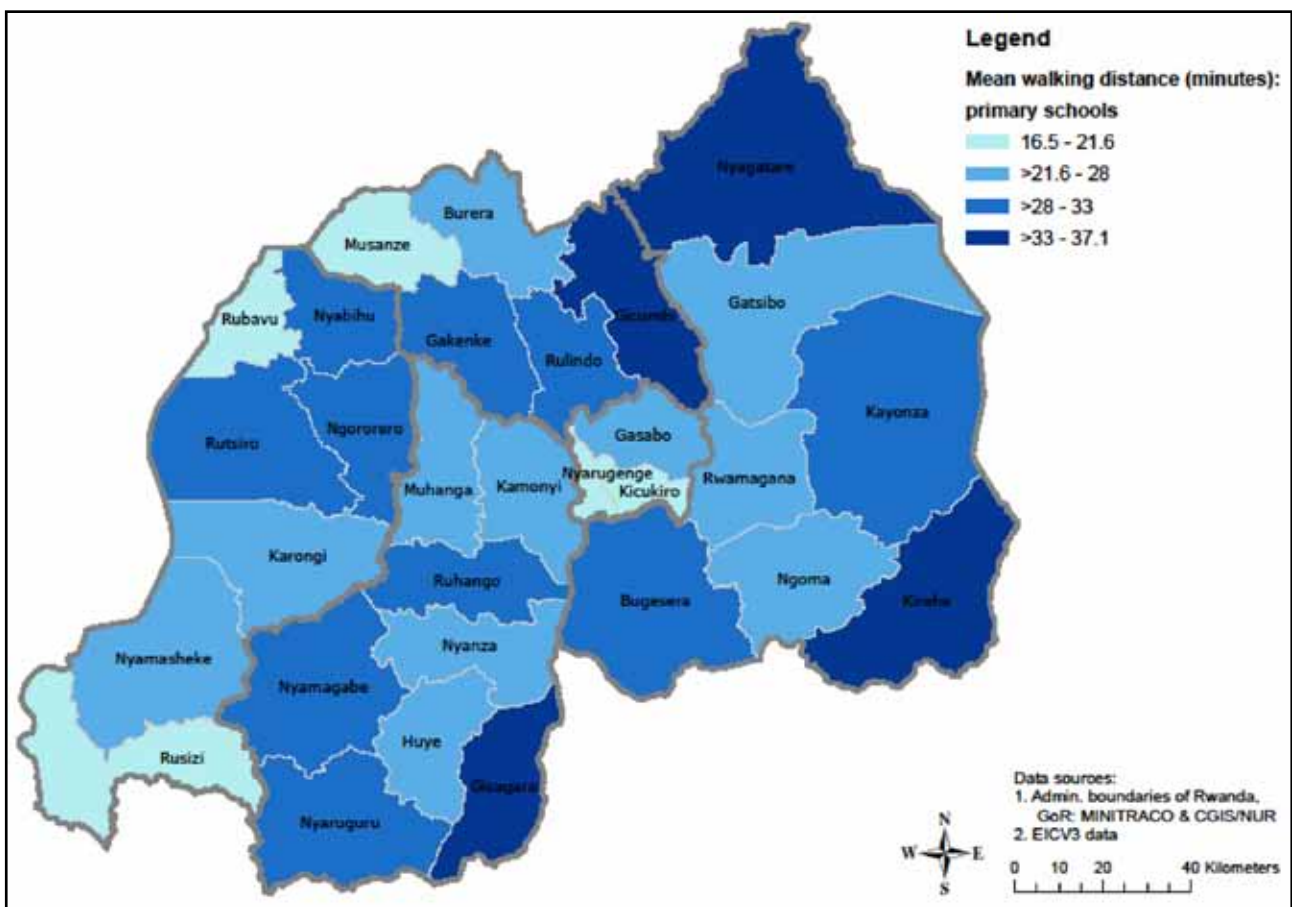 Legend
Mean walking distance (minutes):
primary schools
16.5 - 21.6
>21.6 - 28
>28 - 33
>33 - 37.1
Nyagatare
Burera
Musanze
Gatsibo
Rubavu
Nyabihu
Gicumbi
Gakenke
Rulindo
Kayonza
Rutsiro
Ngororero
Gasabo
Nyarugenge
Kicukiro
Rwamagana
Muhanga
Kamonyi
Karongi
Ruhango
Ngoma
Bugesera
Kirehe
Nyanza
Nyamasheke
Nyamagabe
Huye
Rusizi
Gisagara
Nyaruguru
Data sources:
1. Admin. boundaries of Rwanda,
GoR: MINITRACO & CGIS/NUR
2. EICV3 data
N
W E
S
0 10 20 40 Kilometers